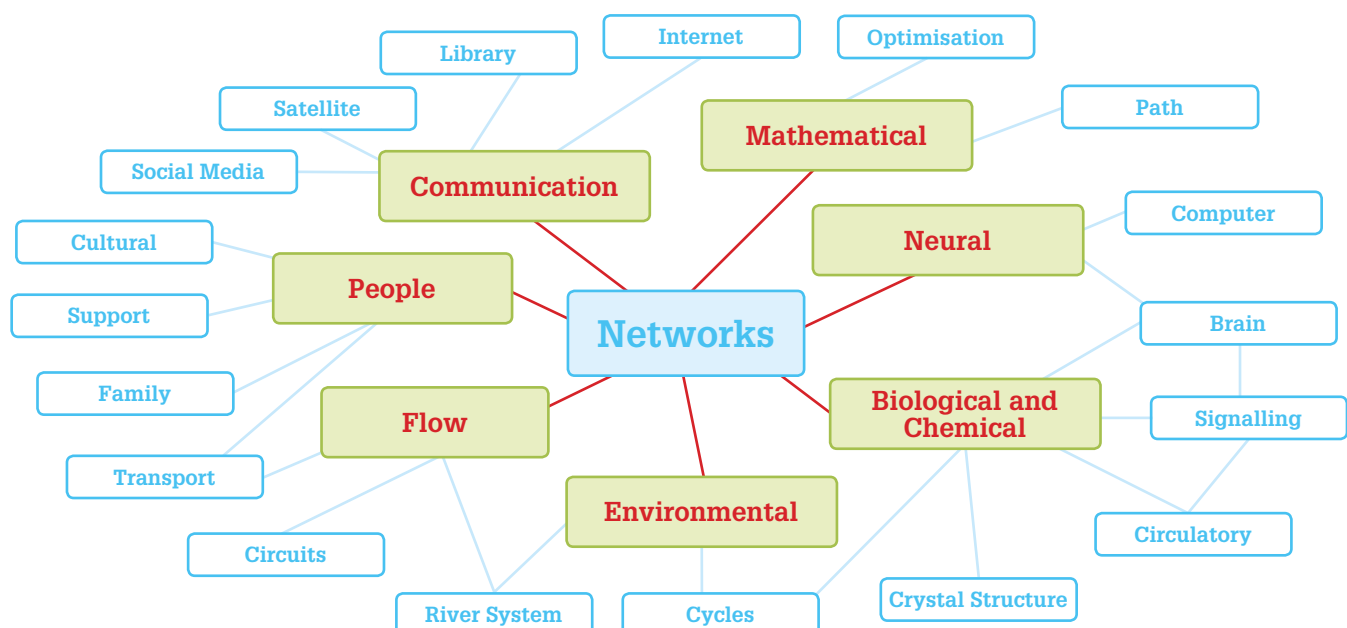 Internet
Optimisation
Library
Satellite
Path
Mathematical
Social Media
Communication
Computer
Cultural
Neural
People
Support
Brain
Networks
Family
Biological and
Chemical
Flow
Signalling
Transport
Environmental
Circuits
Circulatory
Crystal Structure
River System
Cycles